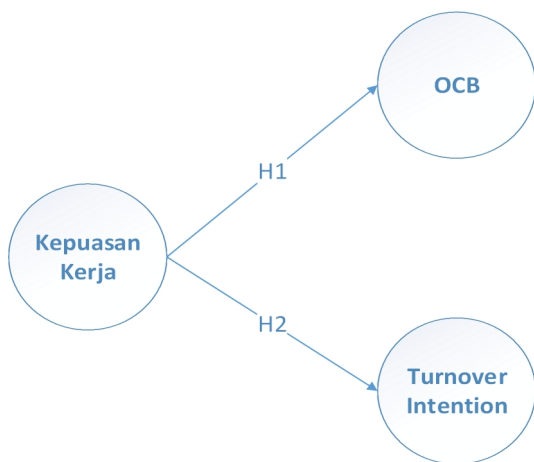 OCB
H1
Kepuasan
Kerja
H2
Turnover
Intention